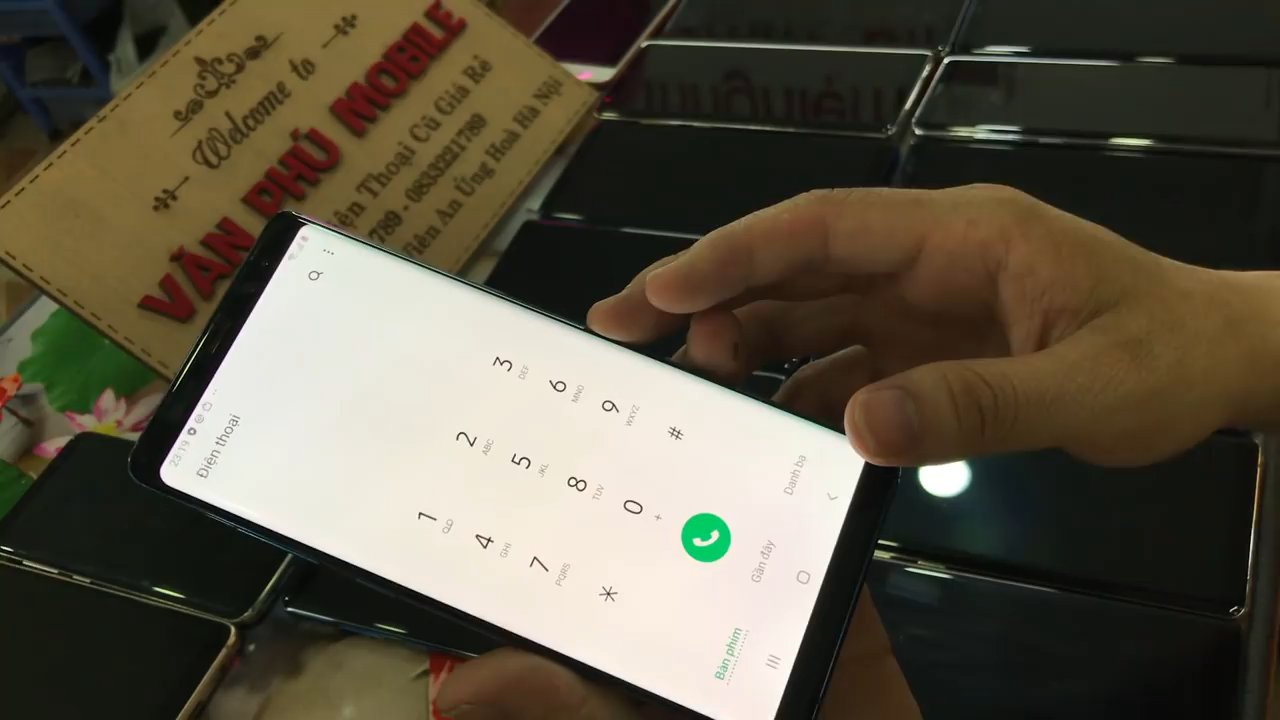 Welcome to
VĂN PHÚ MOBILE
Thoại Cũ Giá Rẻ
789 - 0833221789
An Ứng Hoà Hà Nội
23:19
Điện thoại
1
2 ABC
3 DEF
4 GHI
5 JKL
6 MNO
7 PQRS
8 TUV
9 WXYZ
*
0 +
#
Bàn phím
Gần đây
Danh bạ